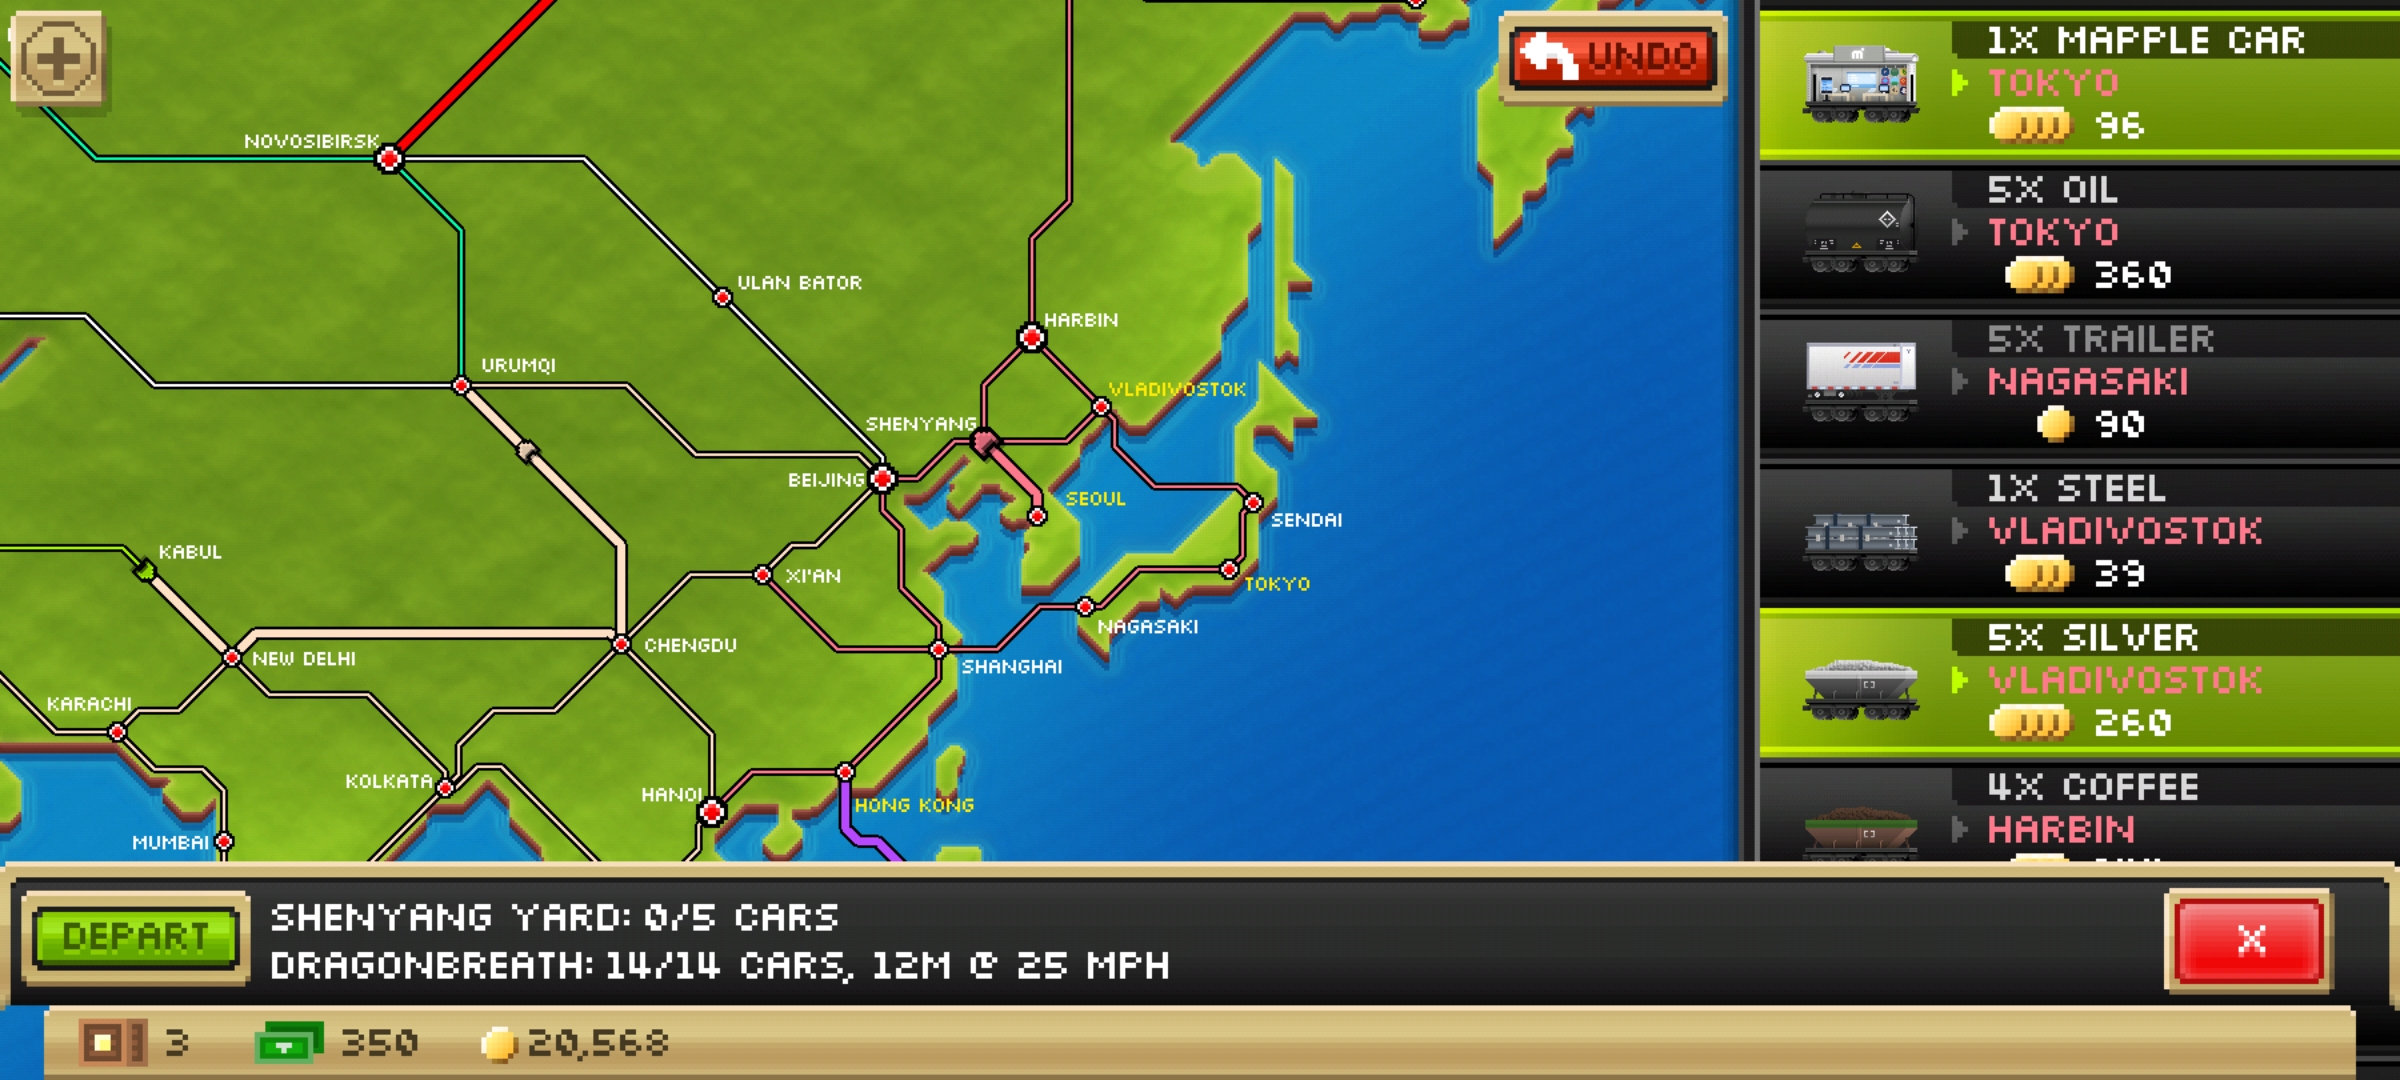 NOVOSIBIRSK
ULAN BATOR
URUMQI
HARBIN
VLADIVOSTOK
SHENYANG
BEIJING
SEOUL
SENDAI
KABUL
XI'AN
TOKYO
NAGASAKI
NEW DELHI
CHENGDU
SHANGHAI
KARACHI
KOLKATA
HANOI
HONG KONG
MUMBAI
UNDO
1X MAPPLE CAR
TOKYO
96
5X OIL
TOKYO
360
5X TRAILER
NAGASAKI
90
1X STEEL
VLADIVOSTOK
39
5X SILVER
VLADIVOSTOK
260
4X COFFEE
HARBIN
DEPART
SHENYANG YARD: 0/5 CARS
DRAGONBREATH: 14/14 CARS, 12M @ 25 MPH
X
3
350
20,568